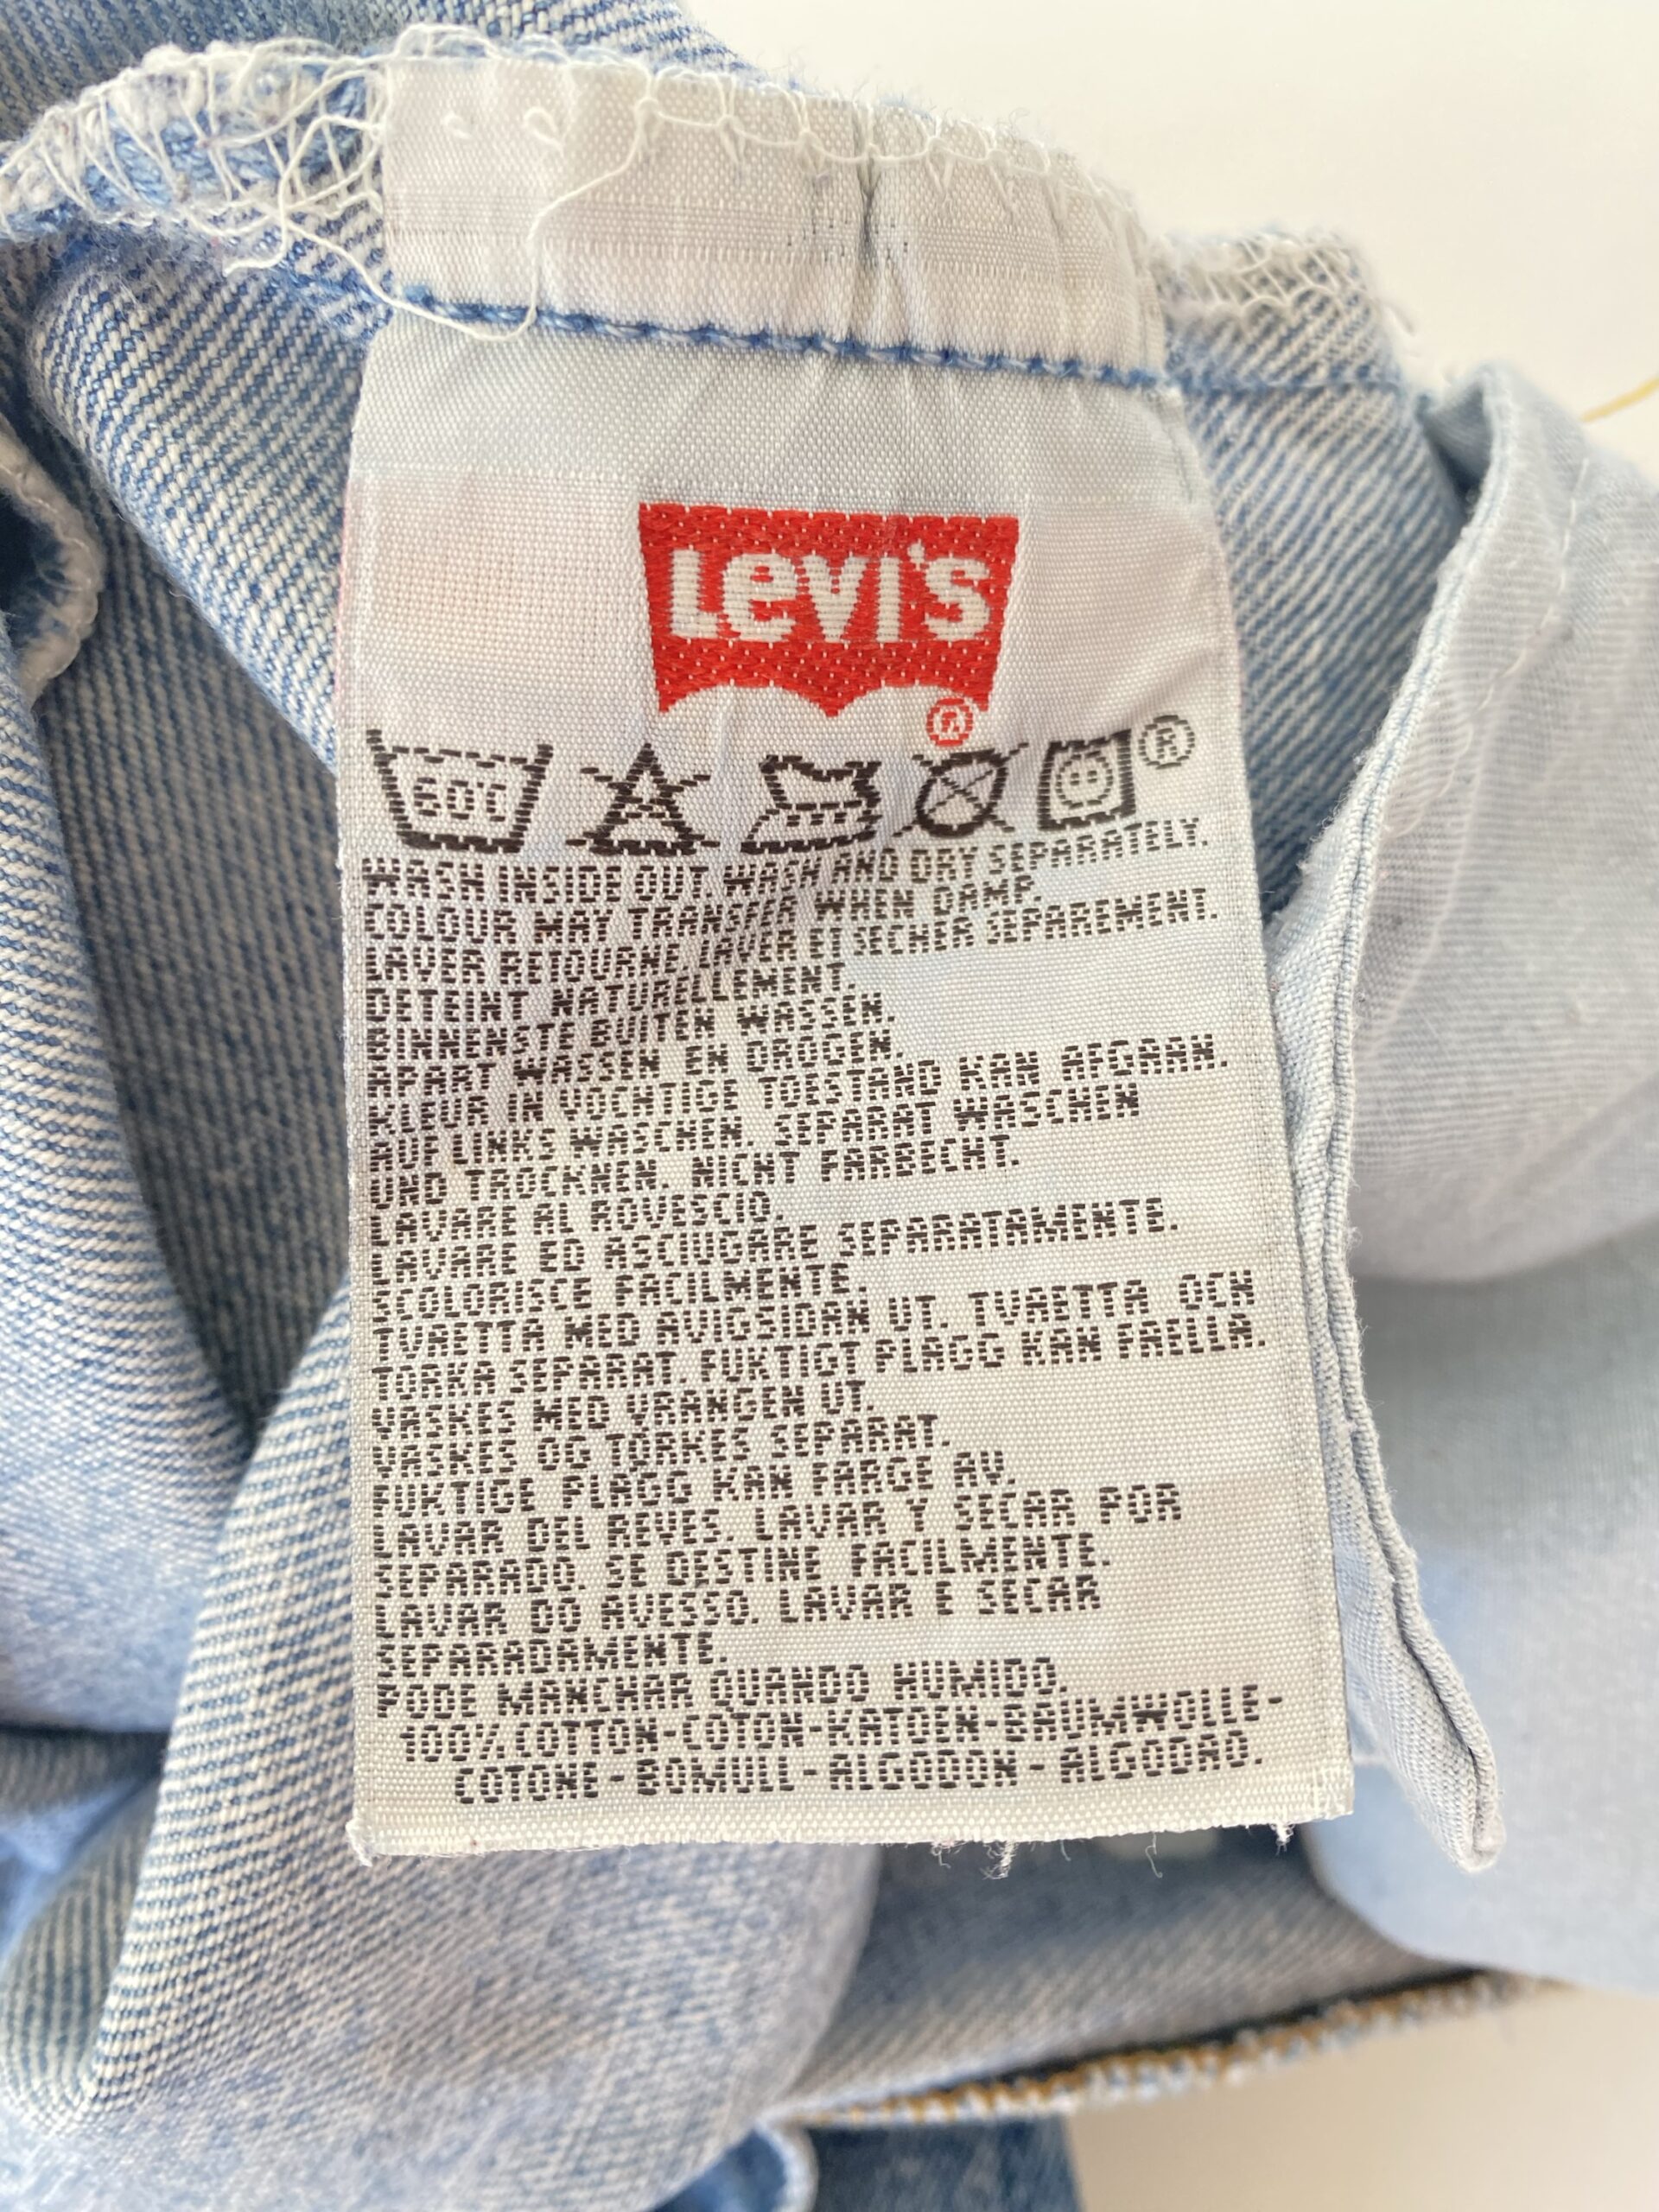 Levi's
®
60°C
®
WASH INSIDE OUT. WASH AND DRY SEPARATELY.
COLOUR MAY TRANSFER WHEN DAMP.
LAVER RETOURNE. LAVER ET SECHER SEPAREMENT.
DETEINT NATURELLEMENT.
BINNENSTE BUITEN WASSEN.
APART WASSEN EN DROGEN.
KLEUR IN VOCHTIGE TOESTAND KAN AFGAAN.
AUF LINKS WASCHEN. SEPARAT WASCHEN
UND TROCKNEN. NICHT FARBECHT.
LAVARE AL ROVESCIO.
LAVARE ED ASCIUGARE SEPARATAMENTE.
SCOLORISCE FACILMENTE.
TVAETTA MED AVIGSIDAN UT. TVAETTA OCH
TORKA SEPARAT. FUKTIGT PLAGG KAN FAELLA.
VASKES MED VRANGEN UT.
VASKES OG TORKES SEPARAT.
FUKTIGE PLAGG KAN FARGE AV.
LAVAR DEL REVES. LAVAR Y SECAR POR
SEPARADO. SE DESTINE FACILMENTE.
LAVAR DO AVESSO. LAVAR E SECAR
SEPARADAMENTE.
PODE MANCHAR QUANDO HUMIDO.
100% COTTON-COTON-KATOEN-BAUMWOLLE-
COTONE-BOMULL-ALGODON-ALGODAO.